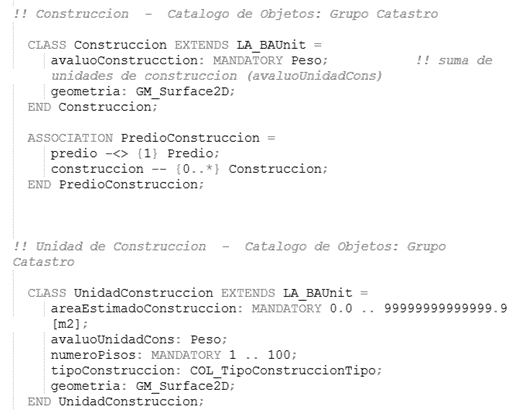 !! Construccion  –  Catalogo de Objetos: Grupo Catastro
CLASS Construccion EXTENDS LA_BAUnit =
avaluoConstrucction: MANDATORY Peso;          !! suma de
unidades de construccion (avaluoUnidadCons)
geometria: GM_Surface2D;
END Construccion;
ASSOCIATION PredioConstruccion =
predio -<> {1} Predio;
construccion -- {0..*} Construccion;
END PredioConstruccion;
!! Unidad de Construccion  –  Catalogo de Objetos: Grupo
Catastro
CLASS UnidadConstruccion EXTENDS LA_BAUnit =
areaEstimadoConstruccion: MANDATORY 0.0 .. 99999999999999.9
[m2];
avaluoUnidadCons: Peso;
numeroPisos: MANDATORY 1 .. 100;
tipoConstruccion: COL_TipoConstruccionTipo;
geometria: GM_Surface2D;
END UnidadConstruccion;